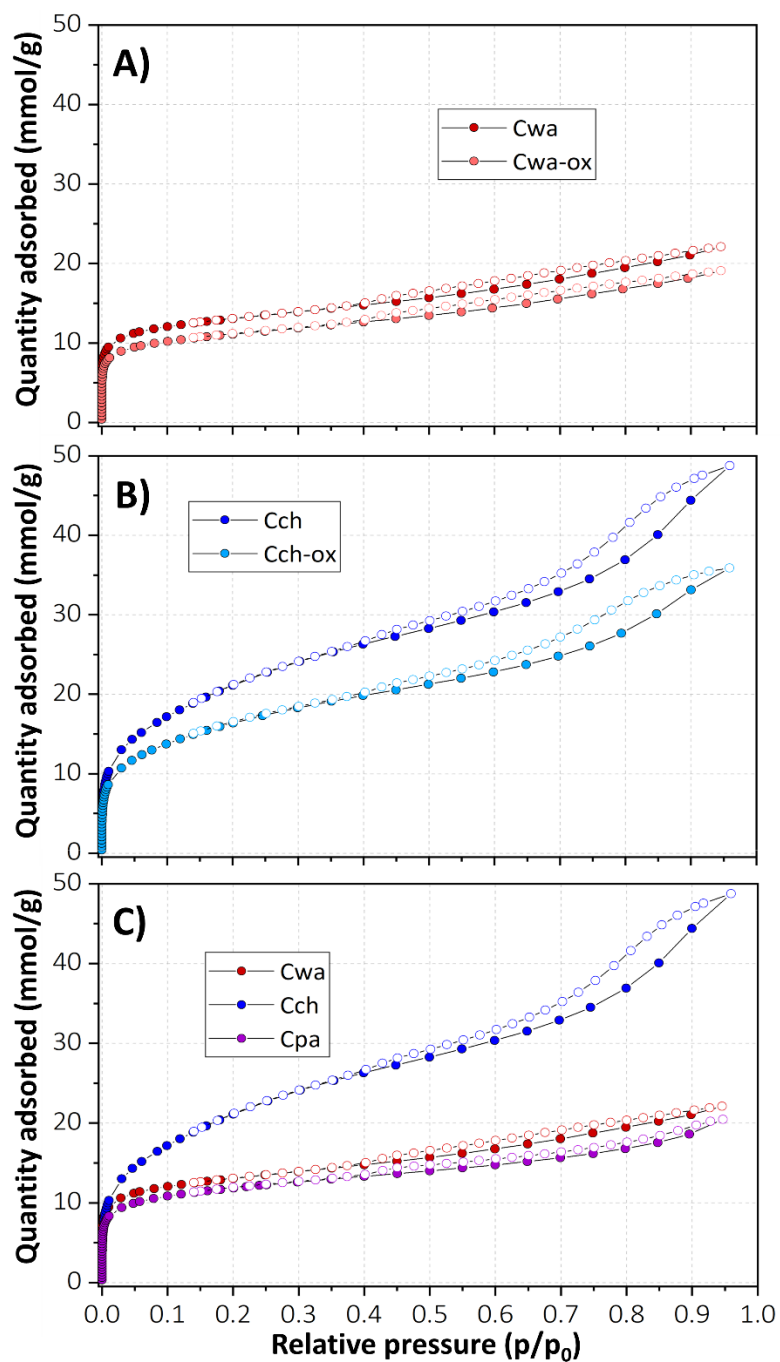 A)
Quantity adsorbed (mmol/g)
50
40
30
20
10
0
Cwa
Cwa-ox
B)
Quantity adsorbed (mmol/g)
50
40
30
20
10
0
Cch
Cch-ox
C)
Quantity adsorbed (mmol/g)
50
40
30
20
10
0
Cwa
Cch
Cpa
0.0 0.1 0.2 0.3 0.4 0.5 0.6 0.7 0.8 0.9 1.0
Relative pressure (p/p₀)